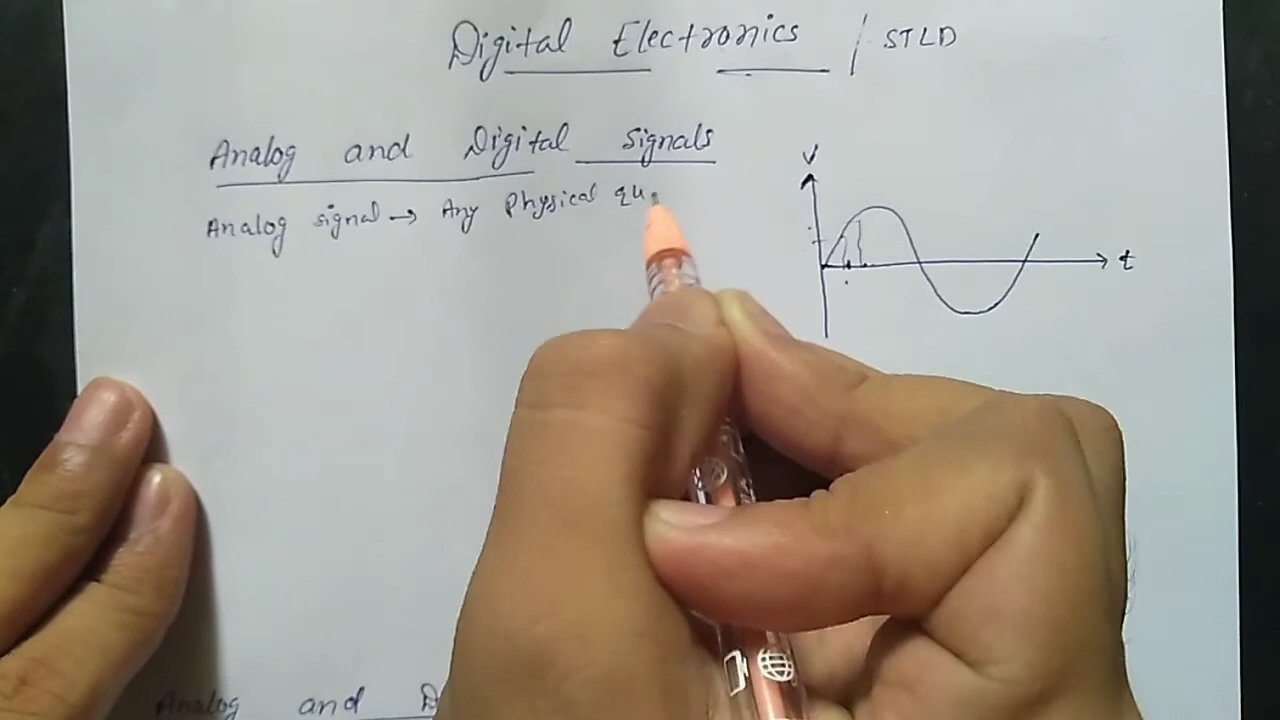 Digital Electronics / STLD
Analog and Digital Signals
Analog signal → Any Physical qu
V
t
Analog and D